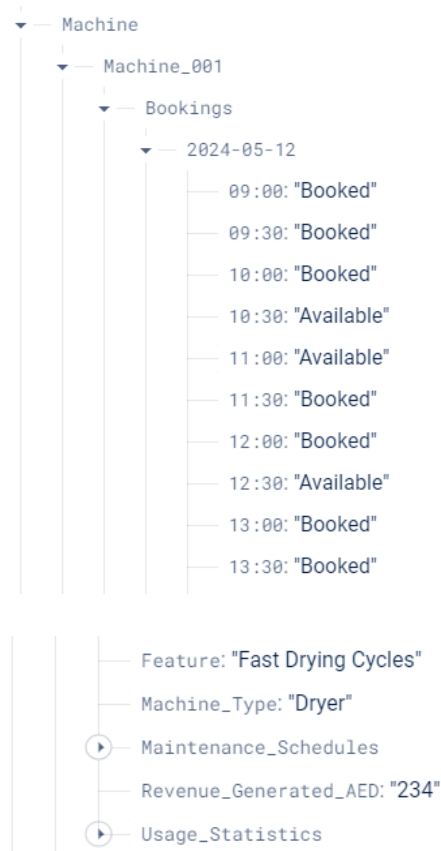 Machine
Machine_001
Bookings
2024-05-12
09:00: "Booked"
09:30: "Booked"
10:00: "Booked"
10:30: "Available"
11:00: "Available"
11:30: "Booked"
12:00: "Booked"
12:30: "Available"
13:00: "Booked"
13:30: "Booked"
Feature: "Fast Drying Cycles"
Machine_Type: "Dryer"
Maintenance_Schedules
Revenue_Generated_AED: "234"
Usage_Statistics